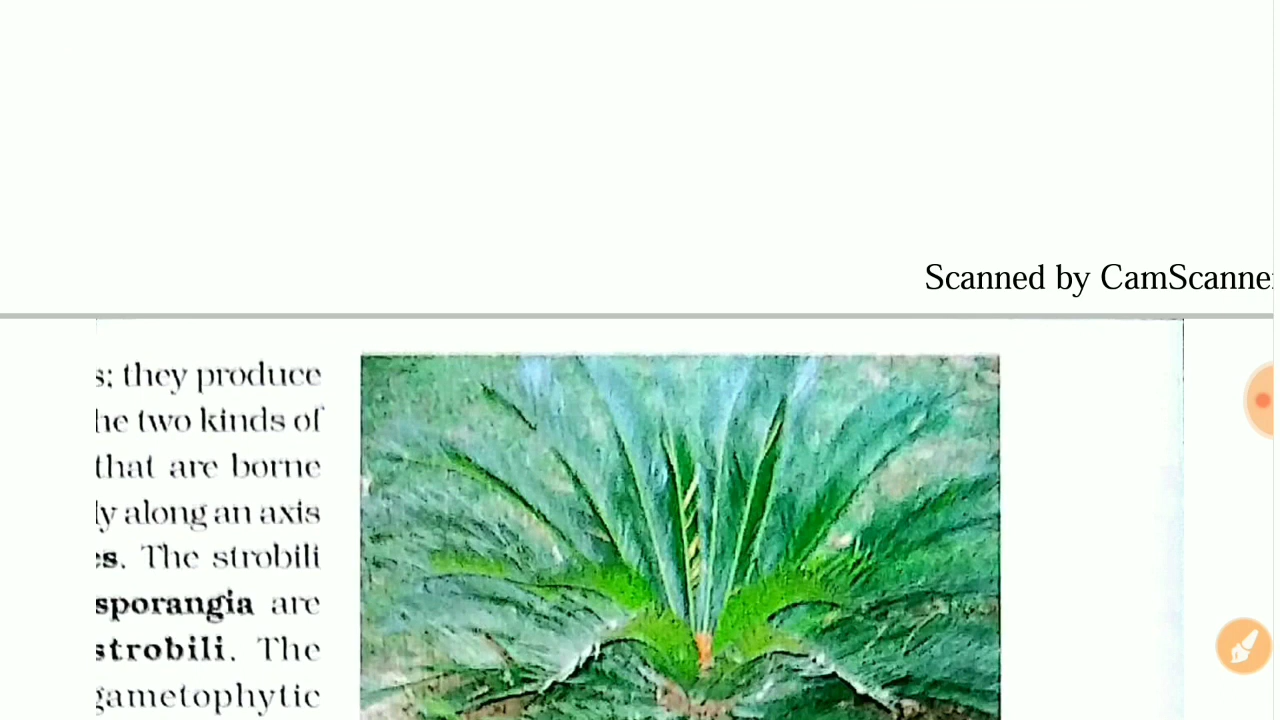 Scanned by CamScanne
s; they produce
he two kinds of
that are borne
ly along an axis
es. The strobili
sporangia are
strobili. The
gametophytic